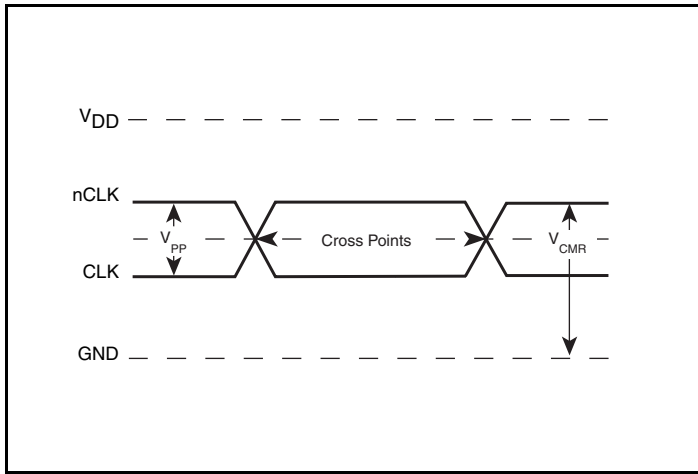 VDD
nCLK
VPP
Cross Points
VCMR
CLK
GND